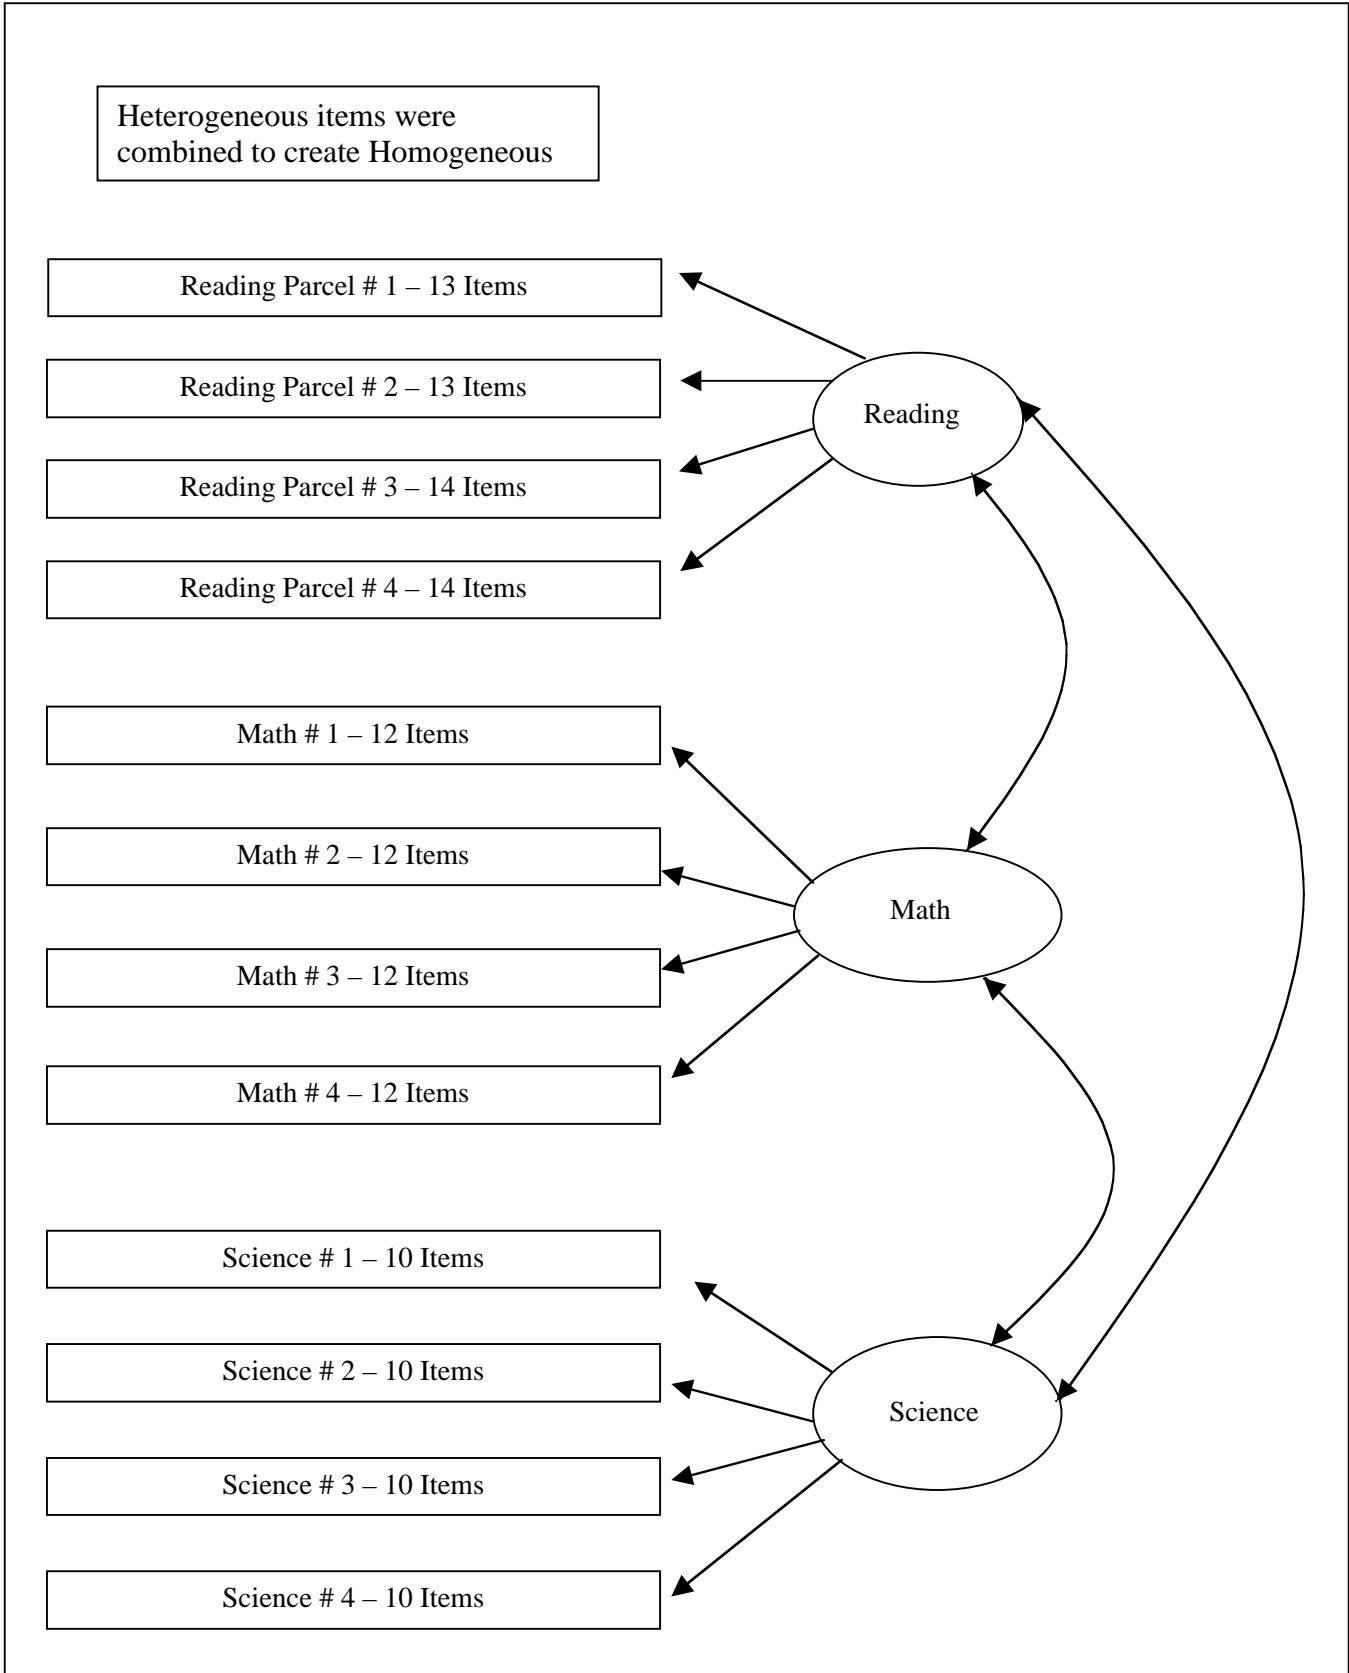 Heterogeneous items were
combined to create Homogeneous
Reading Parcel # 1 – 13 Items
Reading Parcel # 2 – 13 Items
Reading
Reading Parcel # 3 – 14 Items
Reading Parcel # 4 – 14 Items
Math # 1 – 12 Items
Math # 2 – 12 Items
Math
Math # 3 – 12 Items
Math # 4 – 12 Items
Science # 1 – 10 Items
Science # 2 – 10 Items
Science
Science # 3 – 10 Items
Science # 4 – 10 Items